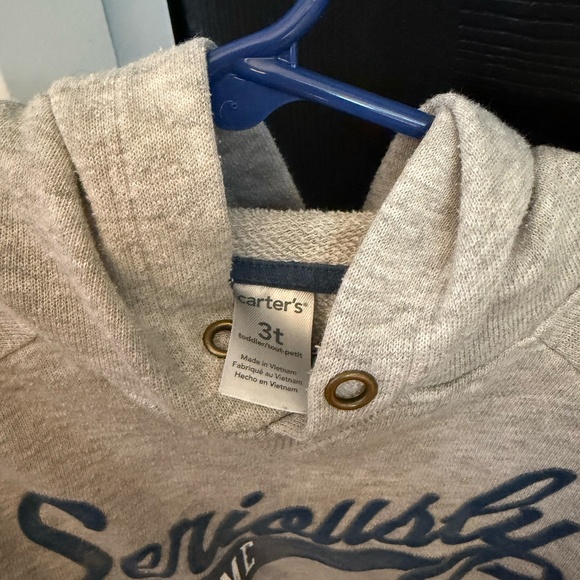 carter's®
3t
toddler/tout-petit
Made in Vietnam
Fabriqué au Vietnam
Hecho en Vietnam
Seriously